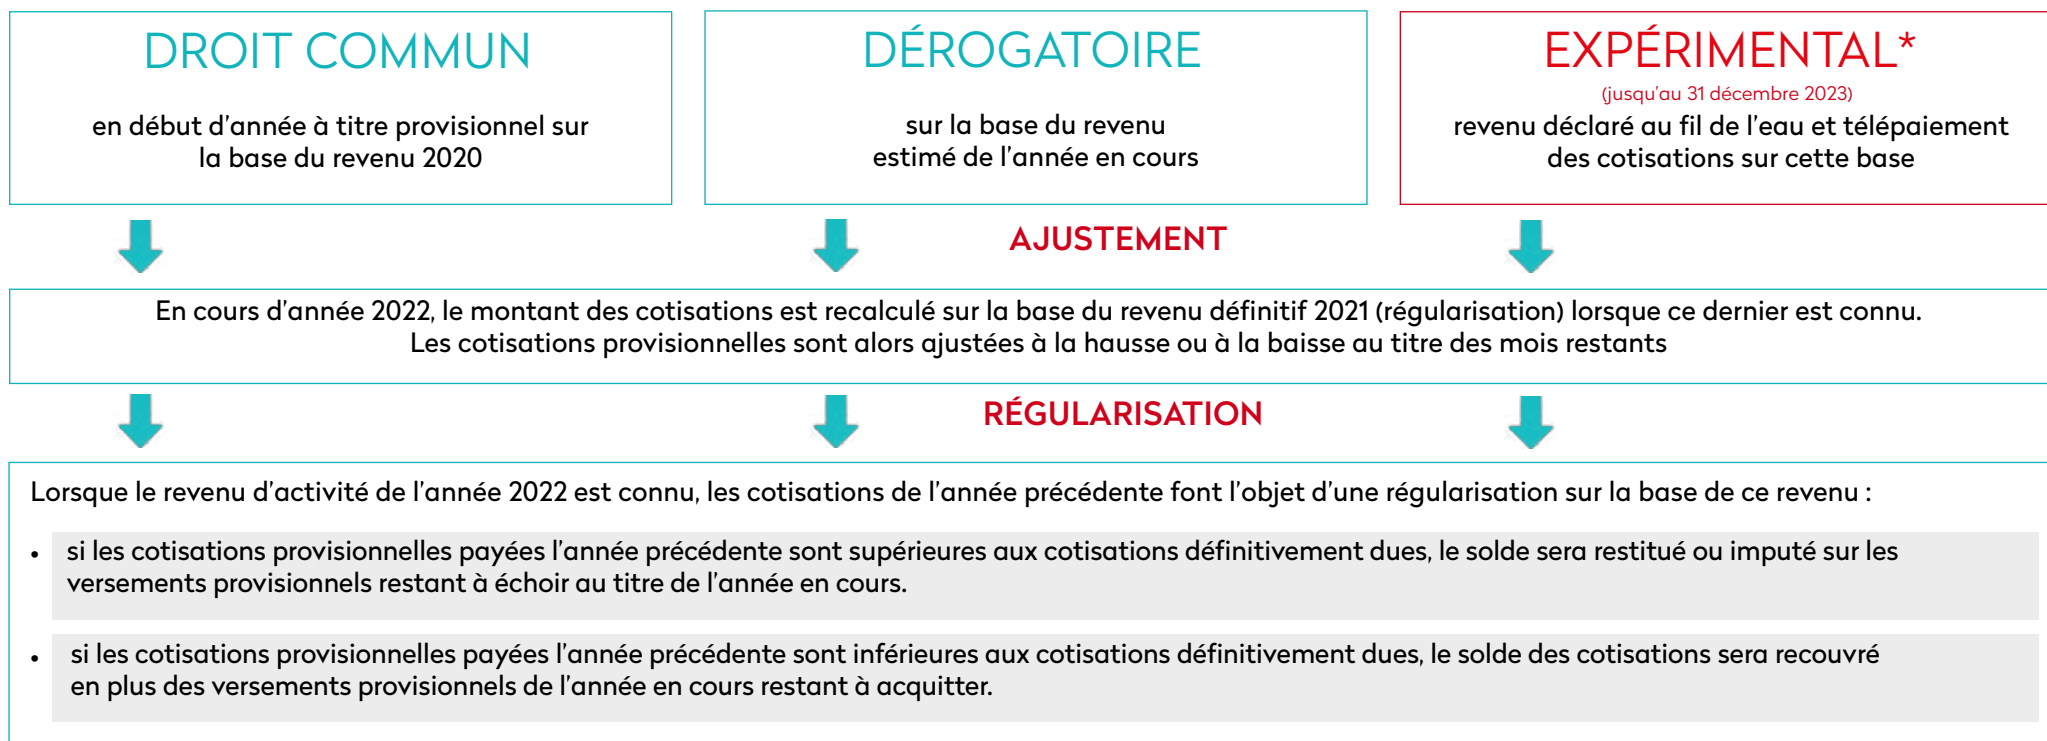 DROIT COMMUN
en début d'année à titre provisionnel sur
la base du revenu 2020
DÉROGATOIRE
sur la base du revenu
estimé de l'année en cours
EXPÉRIMENTAL*
(jusqu'au 31 décembre 2023)
revenu déclaré au fil de l'eau et télépaiement
des cotisations sur cette base
AJUSTEMENT
En cours d'année 2022, le montant des cotisations est recalculé sur la base du revenu définitif 2021 (régularisation) lorsque ce dernier est connu.
Les cotisations provisionnelles sont alors ajustées à la hausse ou à la baisse au titre des mois restants
RÉGULARISATION
Lorsque le revenu d'activité de l'année 2022 est connu, les cotisations de l'année précédente font l'objet d'une régularisation sur la base de ce revenu :
• si les cotisations provisionnelles payées l'année précédente sont supérieures aux cotisations définitivement dues, le solde sera restitué ou imputé sur les
versements provisionnels restant à échoir au titre de l'année en cours.
• si les cotisations provisionnelles payées l'année précédente sont inférieures aux cotisations définitivement dues, le solde des cotisations sera recouvré
en plus des versements provisionnels de l'année en cours restant à acquitter.